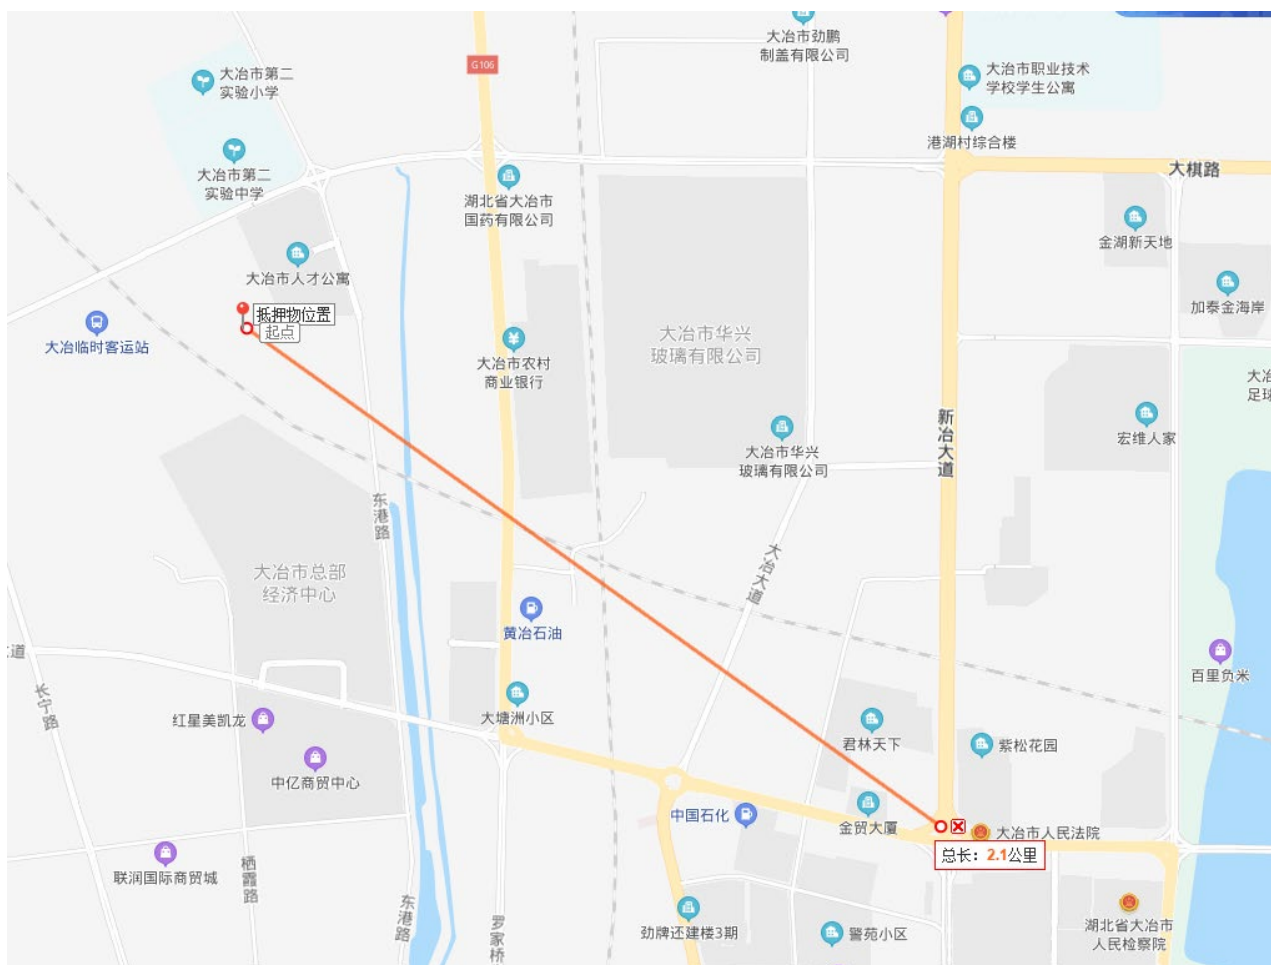 大冶市劲鹏
制盖有限公司
G106
大冶市第二
实验小学
大冶市职业技术
学校学生公寓
港湖村综合楼
大冶市第二
实验中学
大棋路
湖北省大冶市
国药有限公司
金湖新天地
大冶市人才公寓
加泰金海岸
抵押物位置
起点
大冶临时客运站
大冶市华兴
玻璃有限公司
大冶市农村
商业银行
大冶
足球
新冶大道
宏维人家
大冶市华兴
玻璃有限公司
东港路
大冶大道
大冶市总部
经济中心
黄冶石油
道
长宁路
百里负米
红星美凯龙
大塘洲小区
君林天下
紫松花园
中亿商贸中心
中国石化
金贸大厦
大冶市人民法院
总长：2.1公里
联润国际商贸城
栖霞路
东港路
罗家桥
劲牌还建楼3期
警苑小区
湖北省大冶市
人民检察院